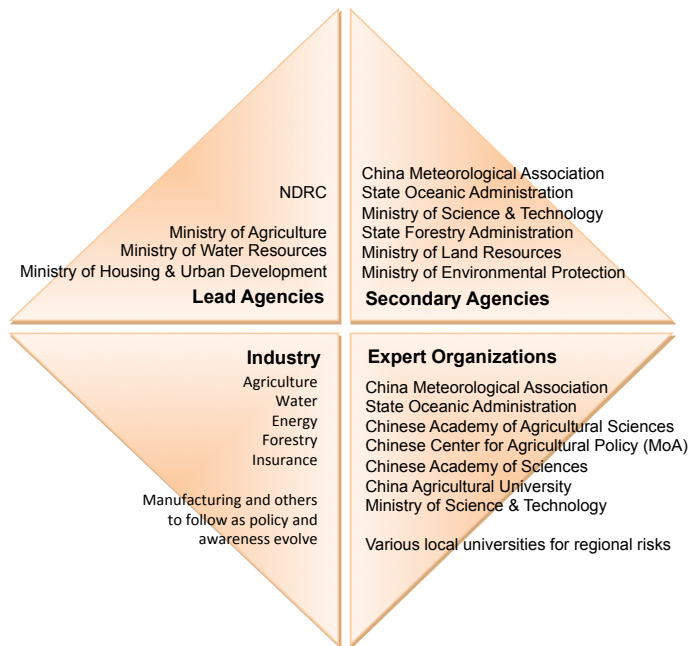 NDRC
Ministry of Agriculture
Ministry of Water Resources
Ministry of Housing & Urban Development
Lead Agencies
China Meteorological Association
State Oceanic Administration
Ministry of Science & Technology
State Forestry Administration
Ministry of Land Resources
Ministry of Environmental Protection
Secondary Agencies
Industry
Agriculture
Water
Energy
Forestry
Insurance
Manufacturing and others
to follow as policy and
awareness evolve
Expert Organizations
China Meteorological Association
State Oceanic Administration
Chinese Academy of Agricultural Sciences
Chinese Center for Agricultural Policy (MoA)
Chinese Academy of Sciences
China Agricultural University
Ministry of Science & Technology
Various local universities for regional risks